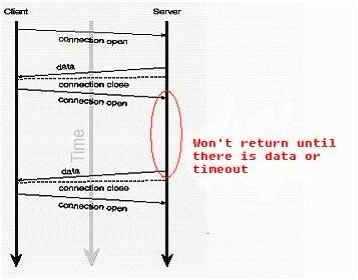 Client
Server
connection open
data
connection close
connection open
Time
Won't return until
there is data or
timeout
data
connection close
connection open